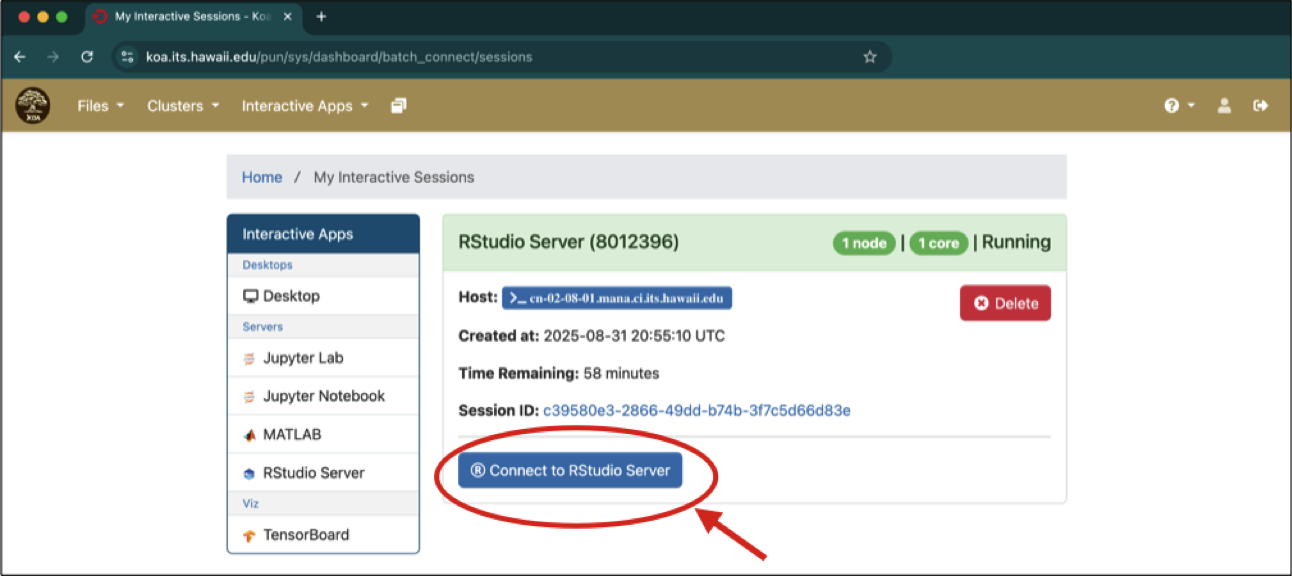 My Interactive Sessions - Koa
koa.its.hawaii.edu/pun/sys/dashboard/batch_connect/sessions
KOA
Files Clusters Interactive Apps
Home / My Interactive Sessions
Interactive Apps
Desktops
Desktop
Servers
Jupyter Lab
Jupyter Notebook
MATLAB
RStudio Server
Viz
TensorBoard
RStudio Server (8012396) 1 node | 1 core | Running
Host: >_ cn-02-08-01.mana.ci.its.hawaii.edu
Delete
Created at: 2025-08-31 20:55:10 UTC
Time Remaining: 58 minutes
Session ID: c39580e3-2866-49dd-b74b-3f7c5d66d83e
® Connect to RStudio Server